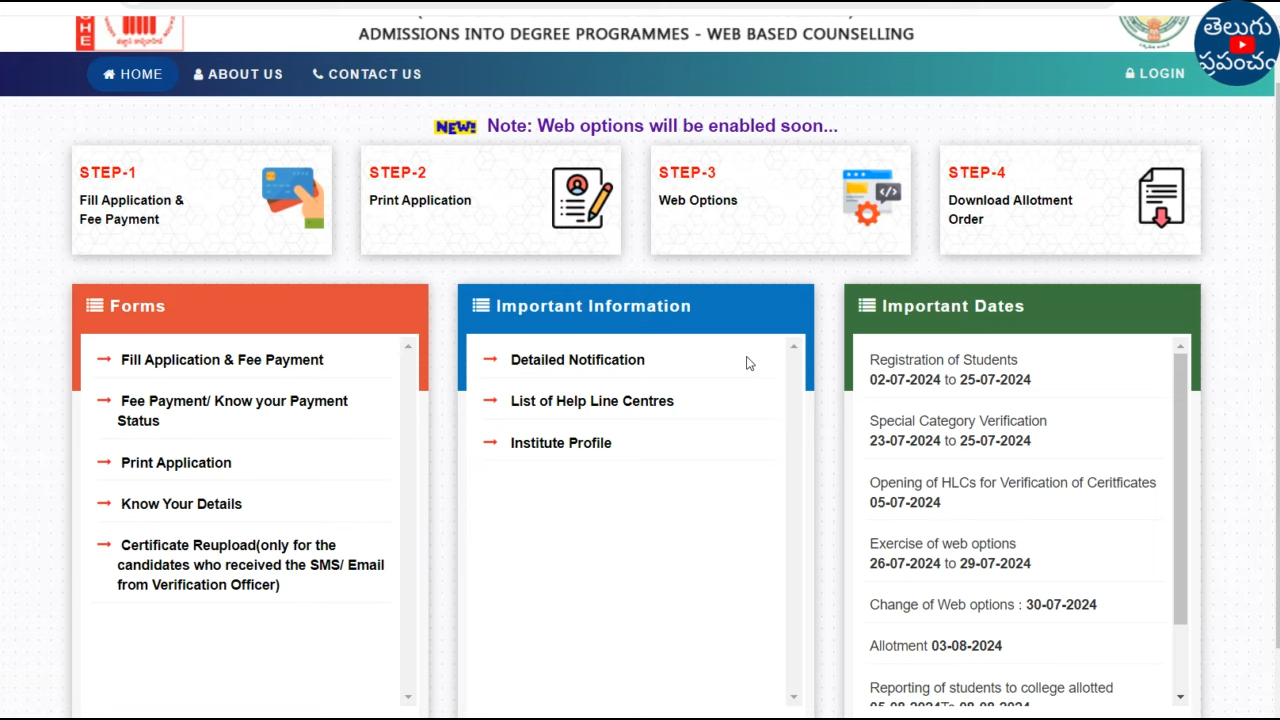 H
E
ADMISSIONS INTO DEGREE PROGRAMMES - WEB BASED COUNSELLING
తెలుగు
ప్రపంచం
HOME ABOUT US CONTACT US LOGIN
NEW! Note: Web options will be enabled soon...
STEP-1
Fill Application &
Fee Payment
STEP-2
Print Application
STEP-3
Web Options
STEP-4
Download Allotment
Order
Forms
Fill Application & Fee Payment
Fee Payment/ Know your Payment
Status
Print Application
Know Your Details
Certificate Reupload(only for the
candidates who received the SMS/ Email
from Verification Officer)
Important Information
Detailed Notification
List of Help Line Centres
Institute Profile
Important Dates
Registration of Students
02-07-2024 to 25-07-2024
Special Category Verification
23-07-2024 to 25-07-2024
Opening of HLCs for Verification of Ceritficates
05-07-2024
Exercise of web options
26-07-2024 to 29-07-2024
Change of Web options : 30-07-2024
Allotment 03-08-2024
Reporting of students to college allotted
05-08-2024To 08-08-2024